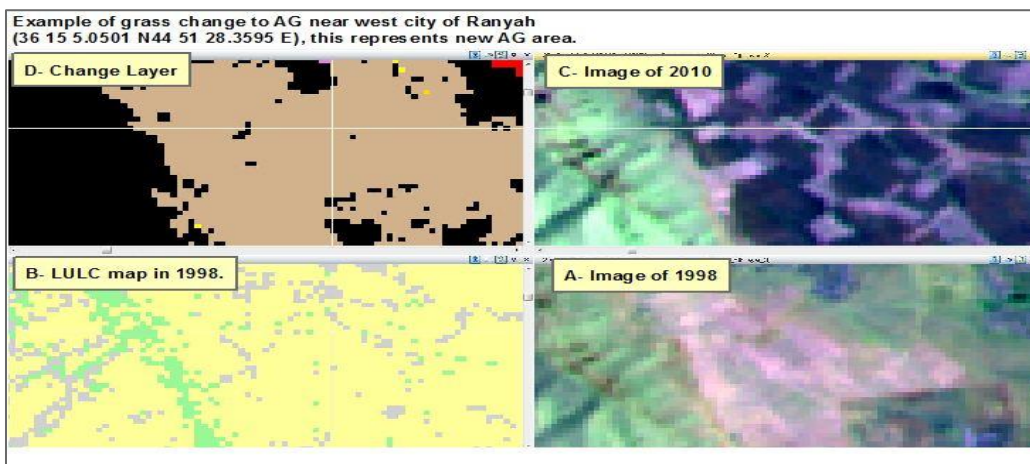 Example of grass change to AG near west city of Ranyah
(36 15 5.0501 N44 51 28.3595 E), this represents new AG area.
D- Change Layer
C- Image of 2010
B- LULC map in 1998.
A- Image of 1998